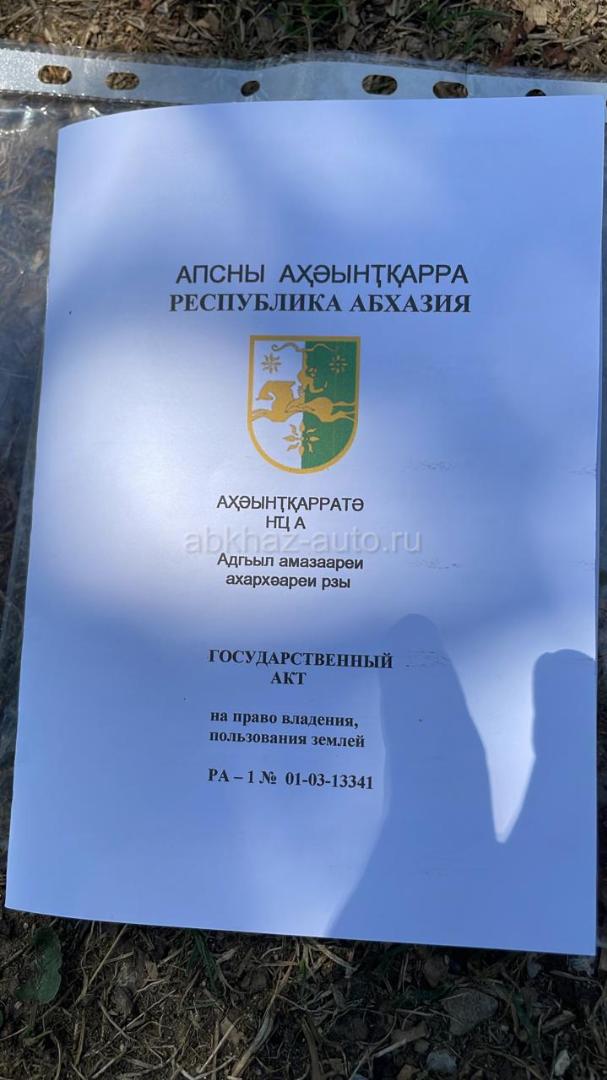 АПСНЫ АҲӘЫНҬҚАРРА
РЕСПУБЛИКА АБХАЗИЯ
АҲӘЫНҬҚАРРАТӘ
НҴ А
abkhaz-auto.ru
Адгьыл амазаареи
ахархәареи рзы
ГОСУДАРСТВЕННЫЙ
АКТ
на право владения,
пользования землей
РА – 1 № 01-03-13341